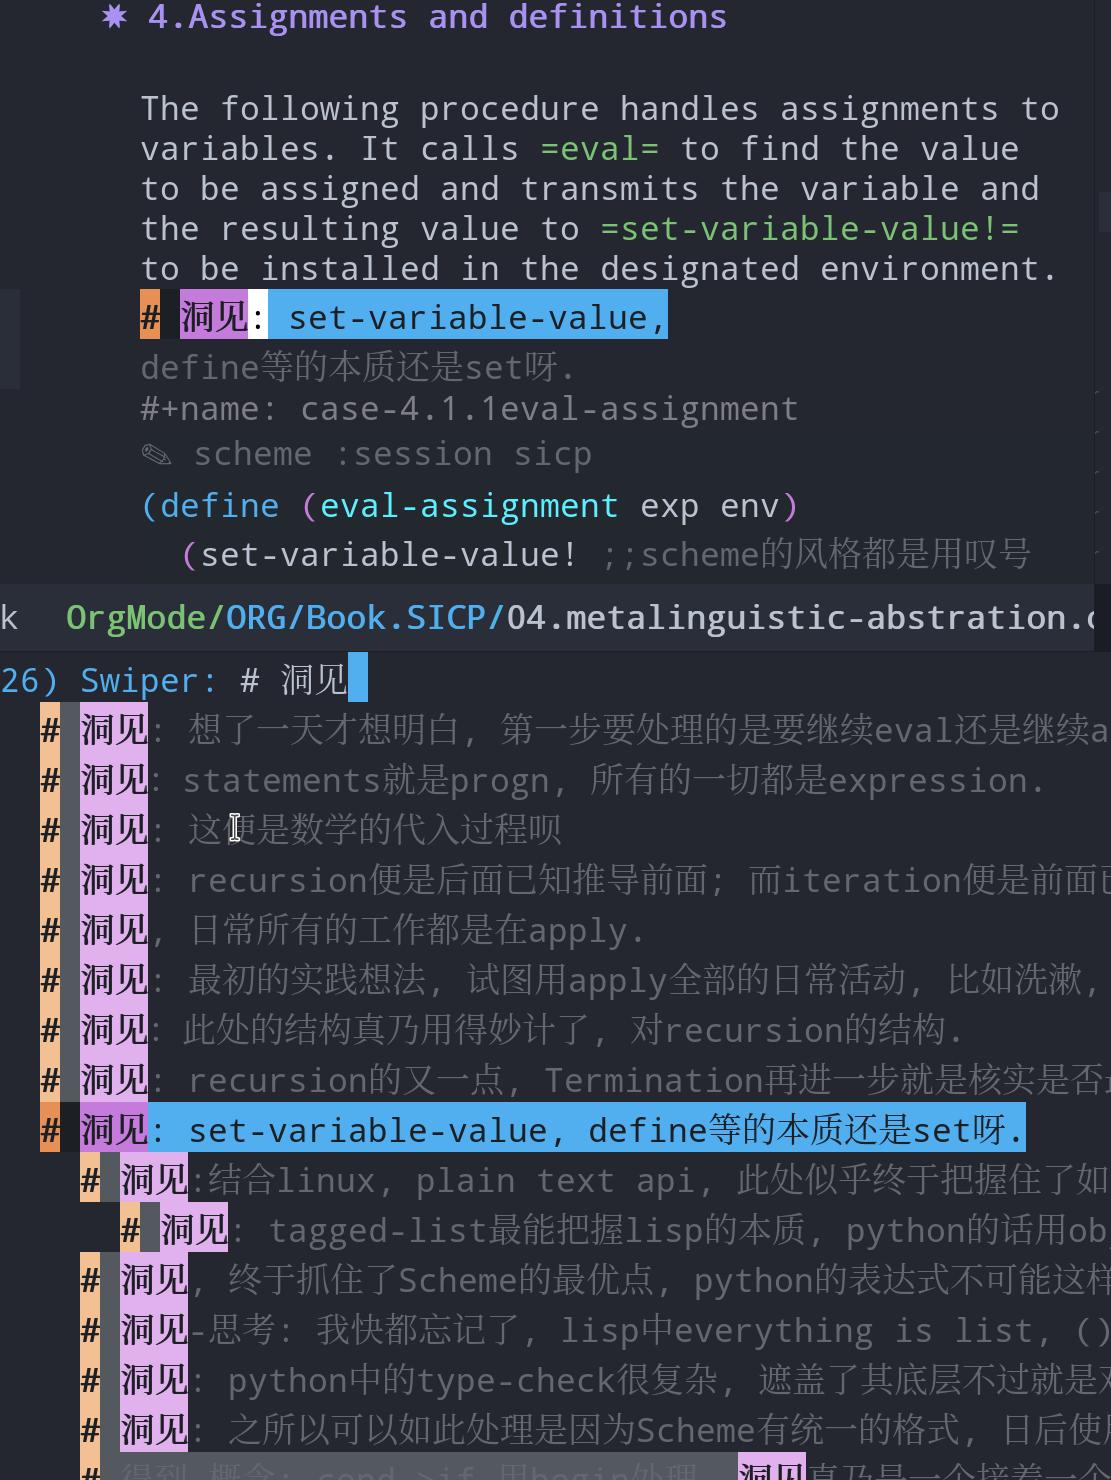 ✸ 4.Assignments and definitions
The following procedure handles assignments to
variables. It calls =eval= to find the value
to be assigned and transmits the variable and
the resulting value to =set-variable-value!=
to be installed in the designated environment.
# 洞见: set-variable-value,
define等的本质还是set呀.
#+name: case-4.1.1eval-assignment
✎ scheme :session sicp
(define (eval-assignment exp env)
(set-variable-value! ;;scheme的风格都是用叹号
k OrgMode/ORG/Book.SICP/04.metalinguistic-abstration.
26) Swiper: # 洞见
# 洞见: 想了一天才想明白, 第一步要处理的是要继续eval还是继续a
# 洞见: statements就是progn, 所有的一切都是expression.
# 洞见: 这便是数学的代入过程呗
# 洞见: recursion便是后面已知推导前面; 而iteration便是前面已
# 洞见, 日常所有的工作都是在apply.
# 洞见: 最初的实践想法, 试图用apply全部的日常活动, 比如洗漱,
# 洞见: 此处的结构真乃用得妙计了, 对recursion的结构.
# 洞见: recursion的又一点, Termination再进一步就是核实是否
# 洞见: set-variable-value, define等的本质还是set呀.
# 洞见:结合linux, plain text api, 此处似乎终于把握住了如
# 洞见: tagged-list最能把握lisp的本质, python的话用ob
# 洞见, 终于抓住了Scheme的最优点, python的表达式不可能这样
# 洞见-思考: 我快都忘记了, lisp中everything is list, ()
# 洞见: python中的type-check很复杂, 遮盖了其底层不过就是对
# 洞见: 之所以可以如此处理是因为Scheme有统一的格式, 日后使用
# 洞见真乃是一个接着一个